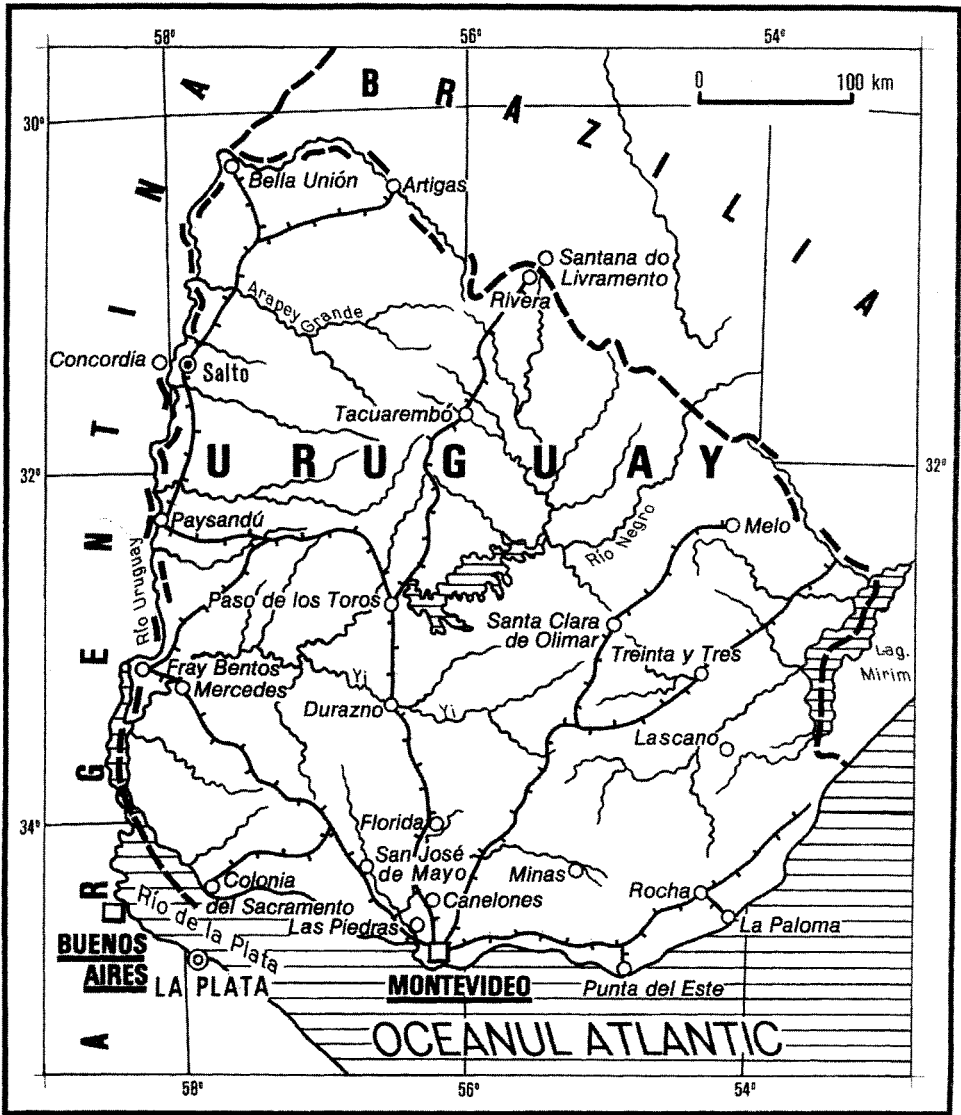 58°
56°
54°
0
100 km
BRAZILIA
30°
Bella Unión
Artigas
Santana do
Livramento
Rivera
Arapey
Grande
Concordia
Salto
Tacuarembó
URUGUAY
32°
32°
Paysandú
Melo
Río Negro
Río Uruguay
Paso de los Toros
Santa Clara
de Olimar
Treinta y Tres
Lag.
Mirim
Fray Bentos
Mercedes
Yi
Yi
Durazno
Lascano
ARGENTINA
34°
Florida
San José
de Mayo
Minas
Colonia
del Sacramento
Canelones
Rocha
Las Piedras
La Paloma
Río de la Plata
BUENOS
AIRES
LA PLATA
MONTEVIDEO
Punta del Este
OCEANUL ATLANTIC
58°
56°
54°